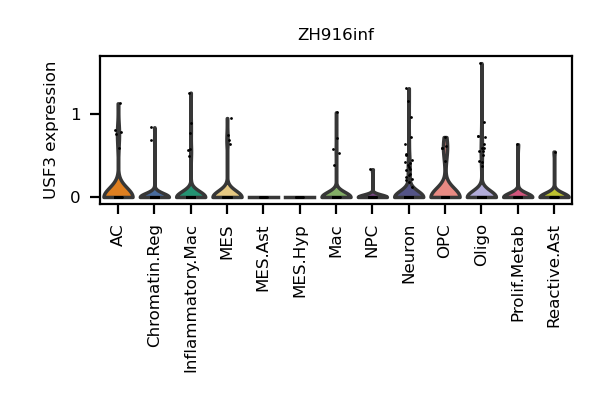 ZH916inf
USF3 expression
1
0
AC
Chromatin.Reg
Inflammatory.Mac
MES
MES.Ast
MES.Hyp
Mac
NPC
Neuron
OPC
Oligo
Prolif.Metab
Reactive.Ast